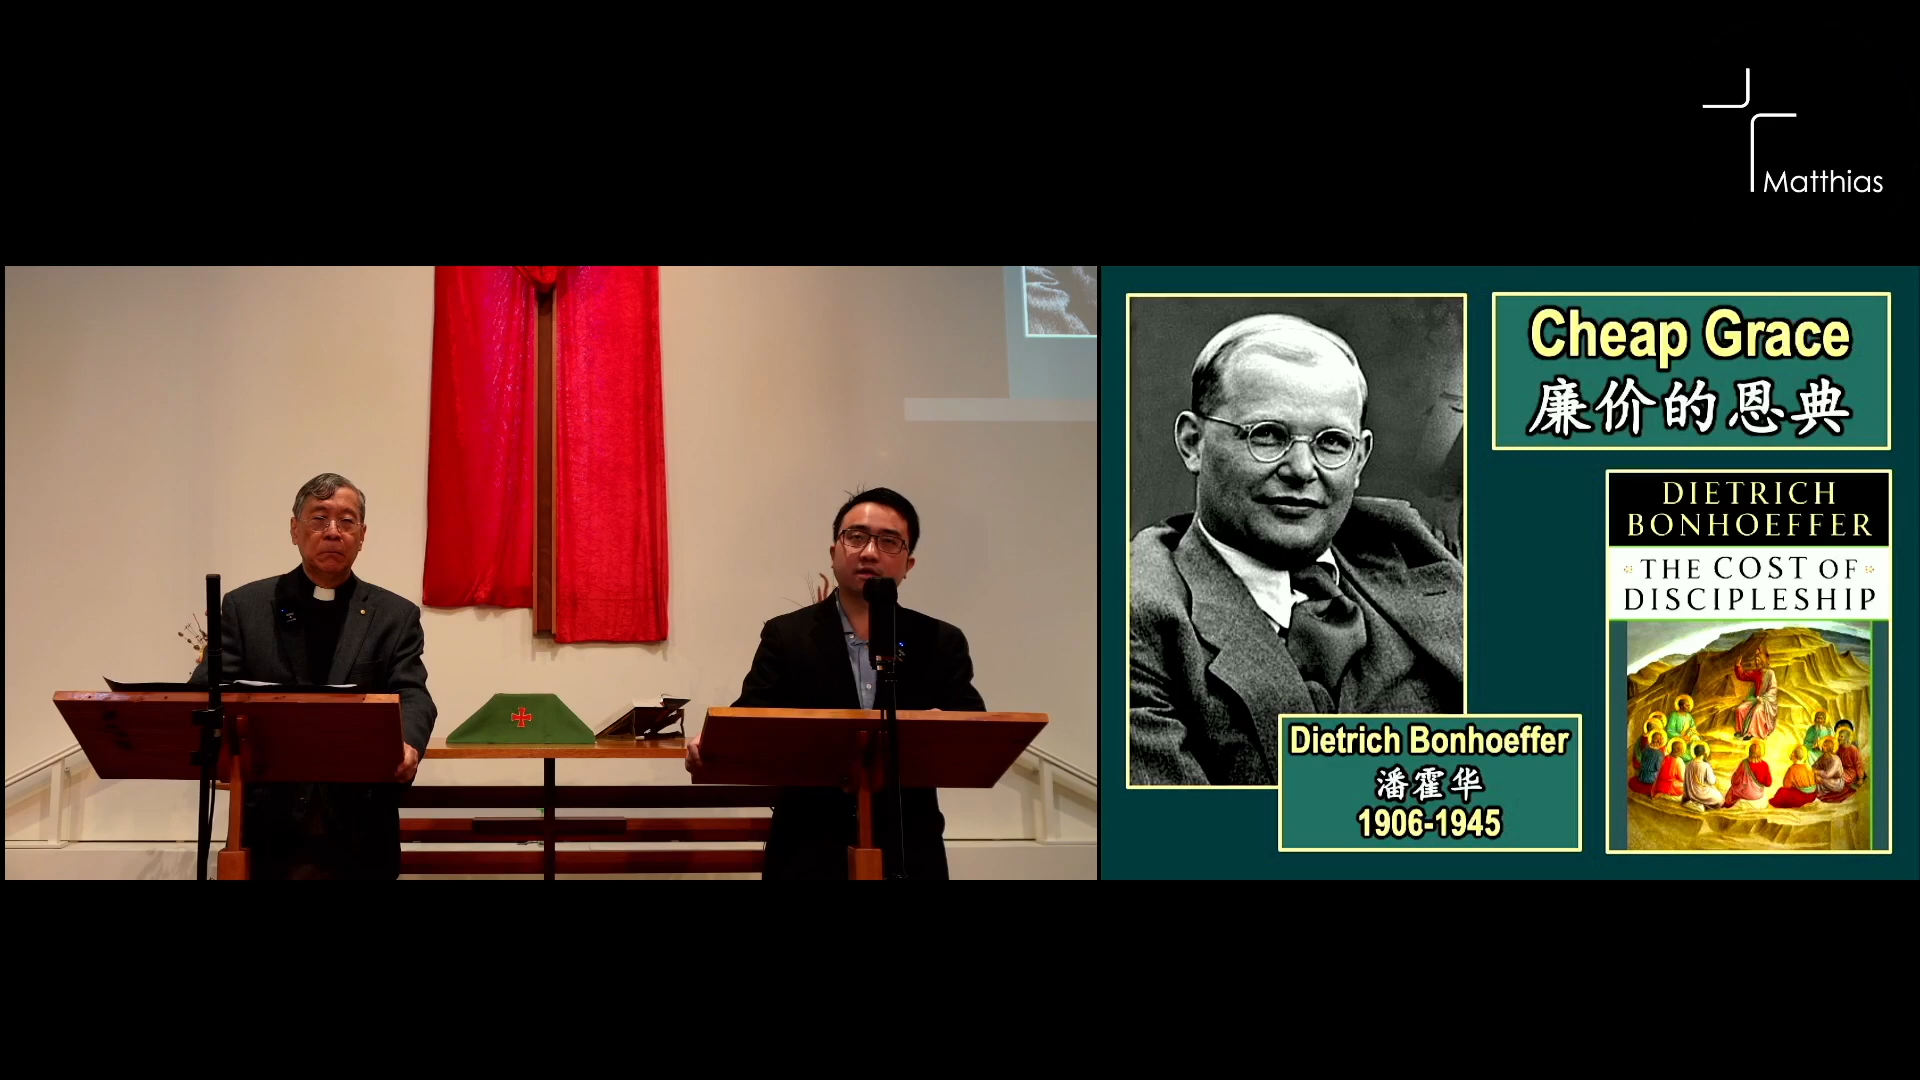 Matthias
Cheap Grace
廉价的恩典
DIETRICH
BONHOEFFER
THE COST OF
DISCIPLESHIP
Dietrich Bonhoeffer
潘霍华
1906-1945